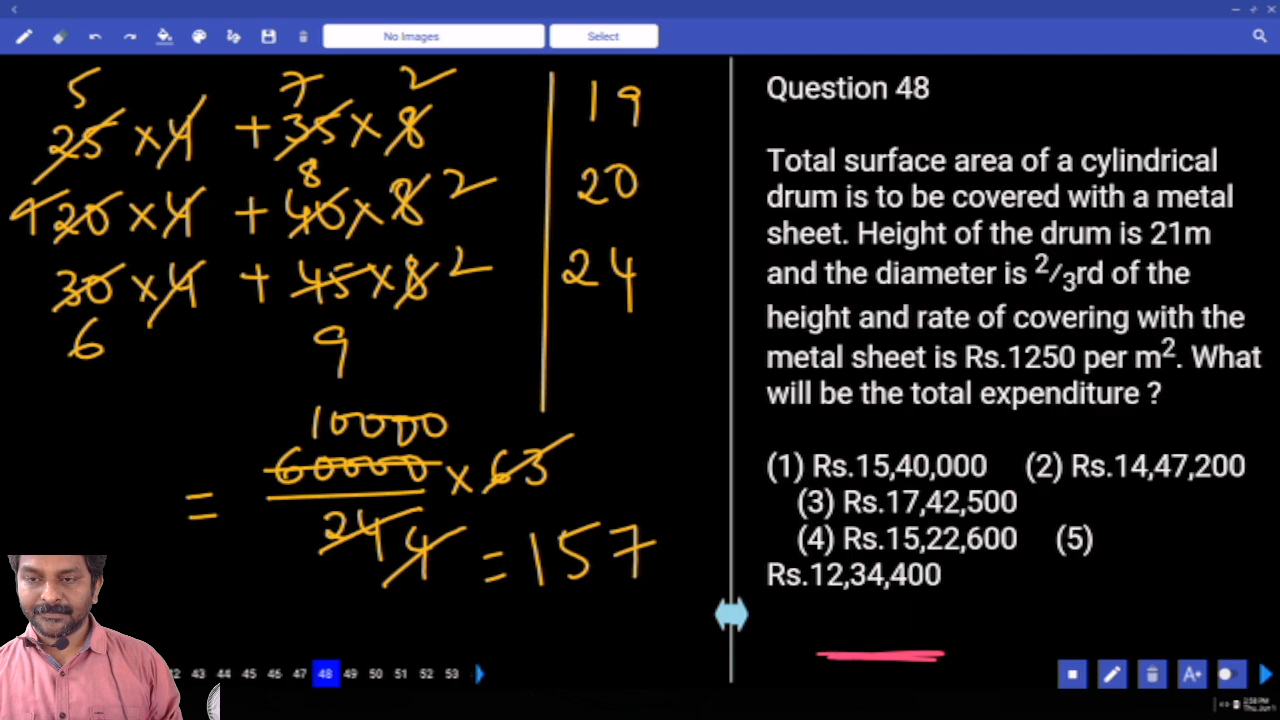 No Images
Select
5 7 2
25 × 4 + 35 × 8
8
4 20 × 4 + 40 × 8 2
30 × 4 + 45 × 8 2
6 9
19
20
24
10000
= 60000 × 63
24 4 = 157
Question 48
Total surface area of a cylindrical
drum is to be covered with a metal
sheet. Height of the drum is 21m
and the diameter is 2/3rd of the
height and rate of covering with the
metal sheet is Rs.1250 per m². What
will be the total expenditure ?
(1) Rs.15,40,000 (2) Rs.14,47,200
(3) Rs.17,42,500
(4) Rs.15,22,600 (5)
Rs.12,34,400
43 44 45 46 47 48 49 50 51 52 53
A+